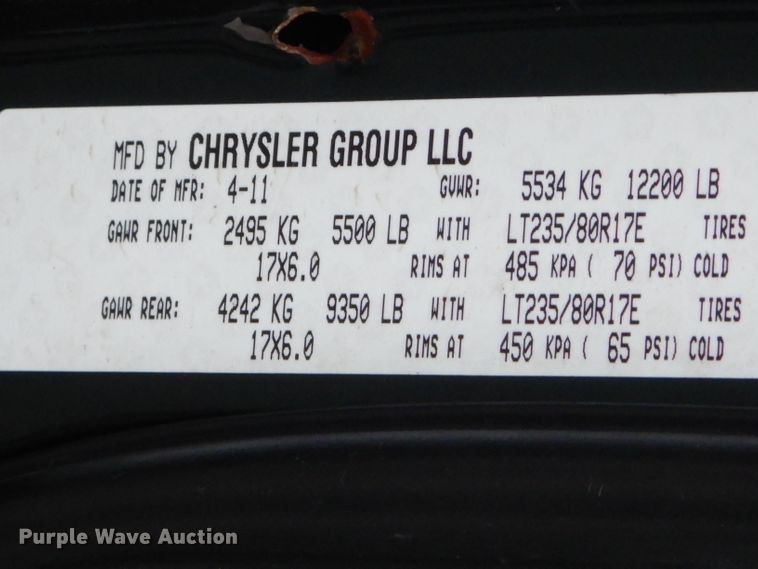 MFD BY CHRYSLER GROUP LLC
DATE OF MFR: 4-11 GVWR: 5534 KG 12200 LB
GAWR FRONT: 2495 KG 5500 LB WITH LT235/80R17E TIRES
17X6.0 RIMS AT 485 KPA ( 70 PSI) COLD
GAWR REAR: 4242 KG 9350 LB WITH LT235/80R17E TIRES
17X6.0 RIMS AT 450 KPA ( 65 PSI) COLD
Purple Wave Auction